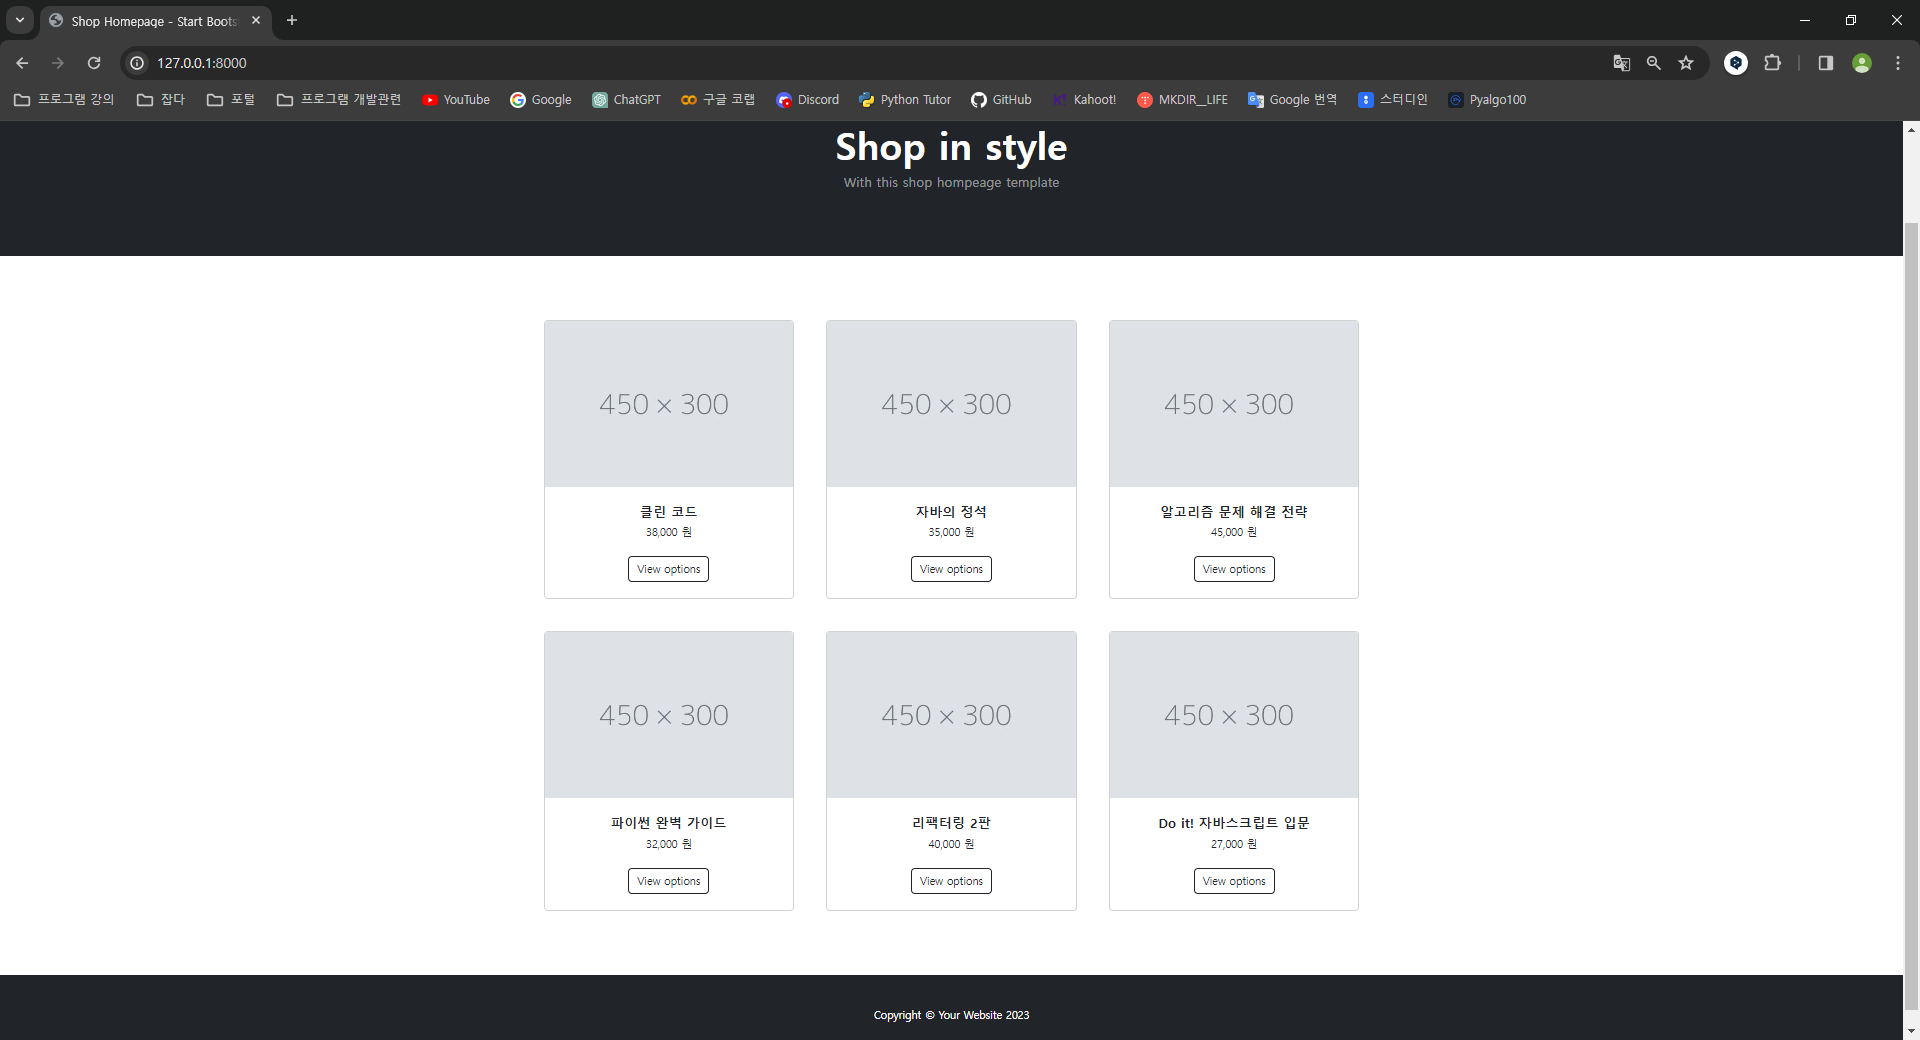 Shop Homepage - Start Boots
127.0.0.1:8000
프로그램 강의 잡다 포털 프로그램 개발관련 YouTube Google ChatGPT 구글 코랩 Discord Python Tutor GitHub Kahoot! MKDIR_LIFE Google 번역 스터디인 Pyalgo100
Shop in style
With this shop hompeage template
450 × 300 450 × 300 450 × 300
클린 코드 자바의 정석 알고리즘 문제 해결 전략
38,000 원 35,000 원 45,000 원
View options View options View options
450 × 300 450 × 300 450 × 300
파이썬 완벽 가이드 리팩터링 2판 Do it! 자바스크립트 입문
32,000 원 40,000 원 27,000 원
View options View options View options
Copyright © Your Website 2023